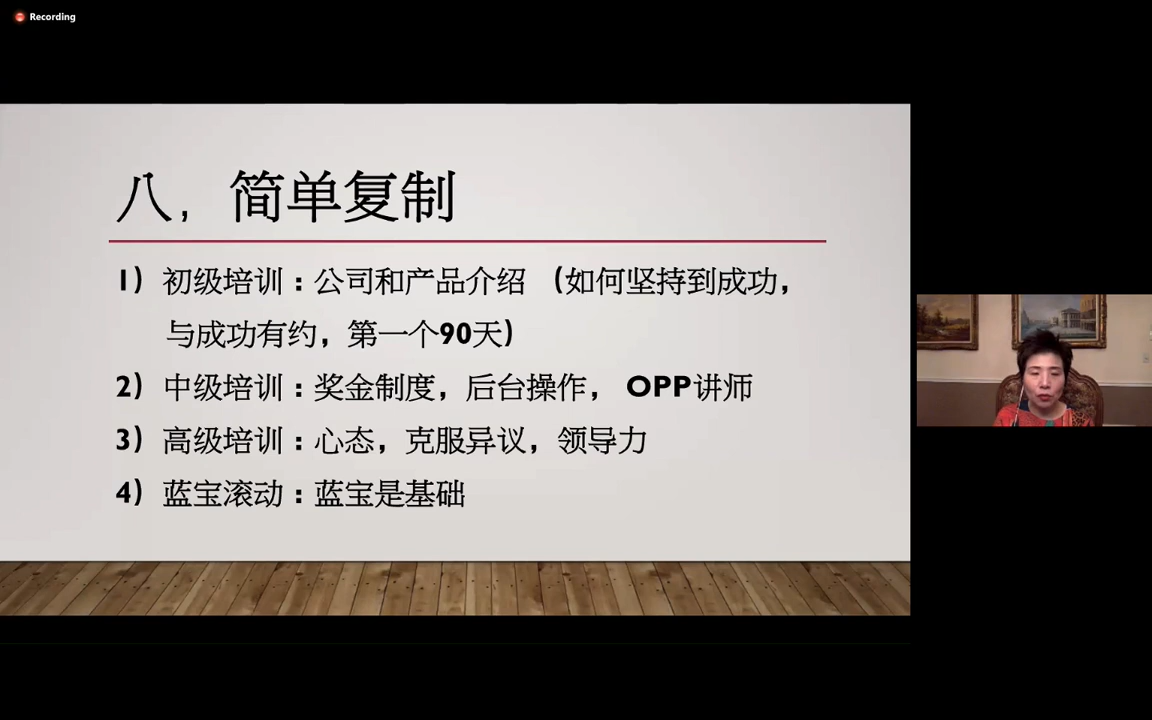 Recording
八，简单复制
1）初级培训：公司和产品介绍 （如何坚持到成功，
与成功有约，第一个90天）
2）中级培训：奖金制度，后台操作， OPP讲师
3）高级培训：心态，克服异议，领导力
4）蓝宝滚动：蓝宝是基础